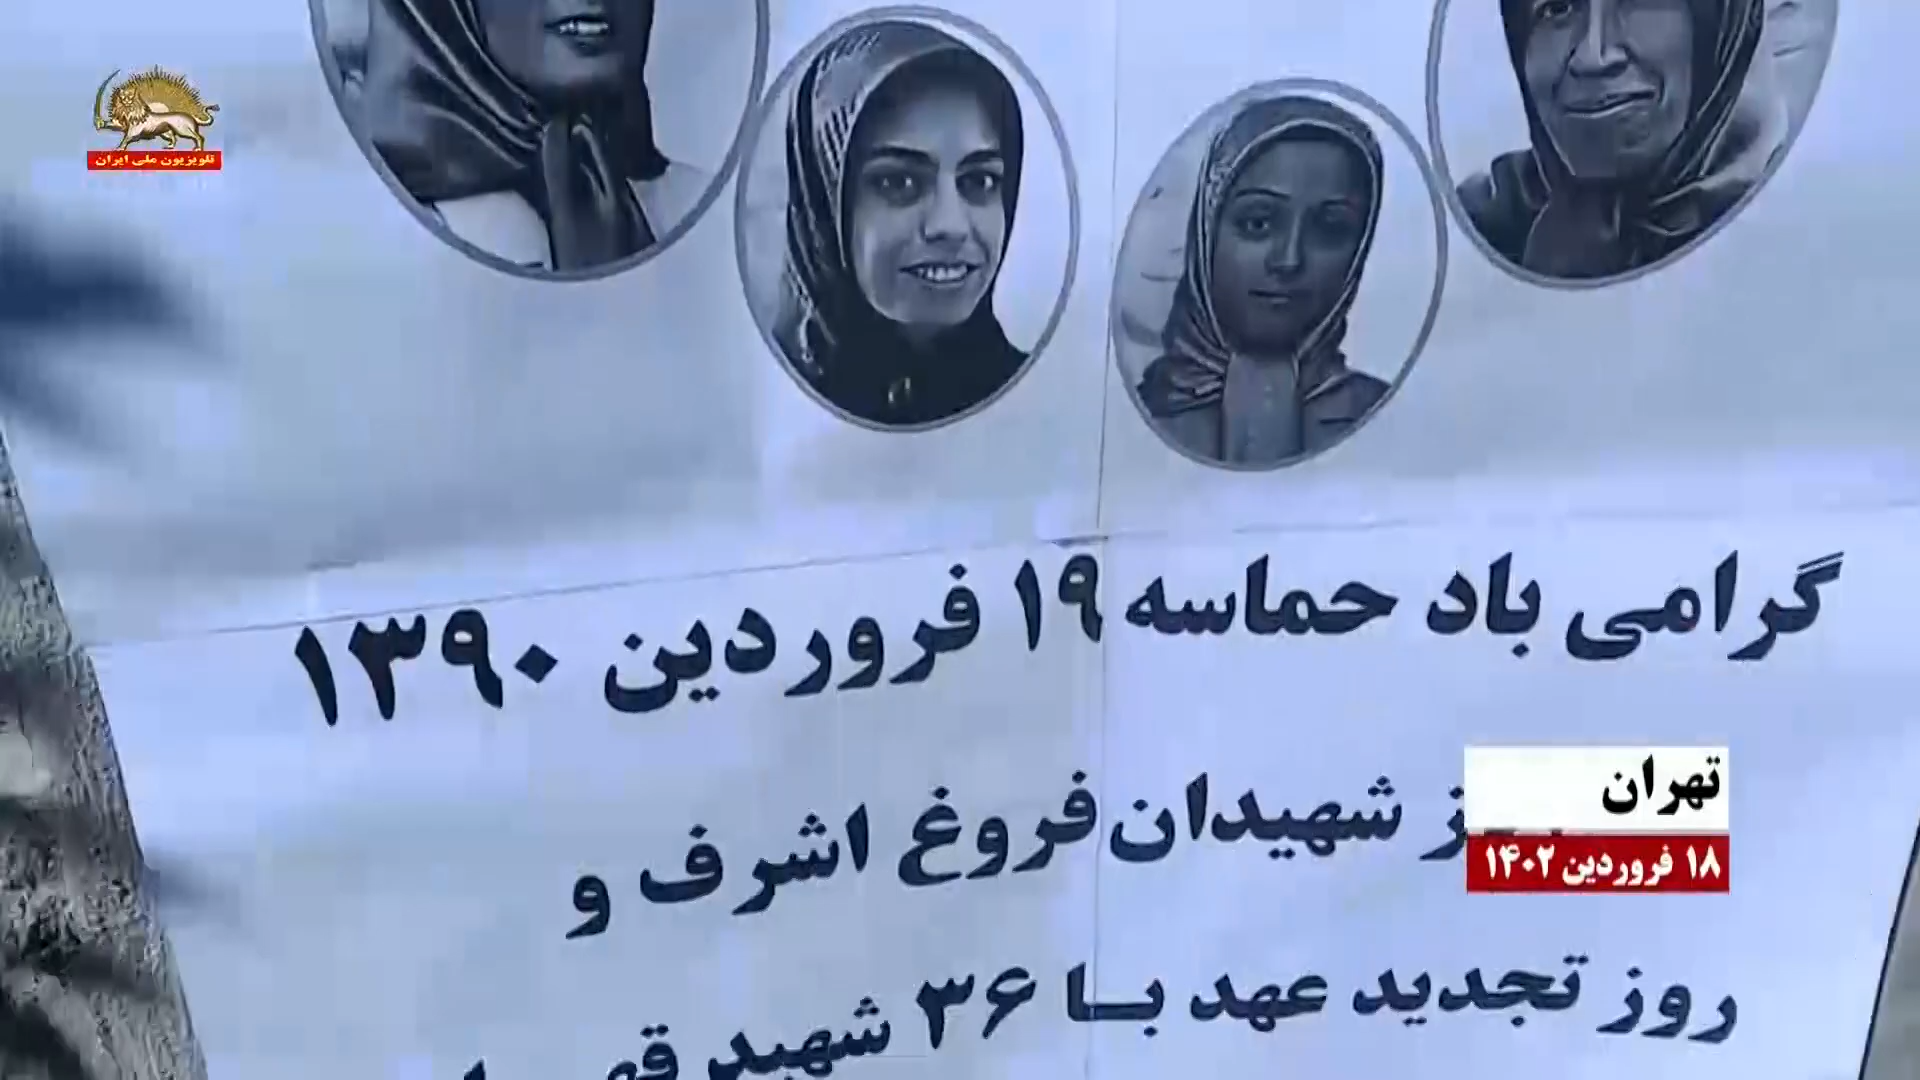 تلویزیون ملی ایران
گرامی باد حماسه ۱۹ فروردین ۱۳۹۰
شهیدان فروغ اشرف و
روز تجدید عهد با ۳۶ شهید
تهران
۱۸ فروردین ۱۴۰۲